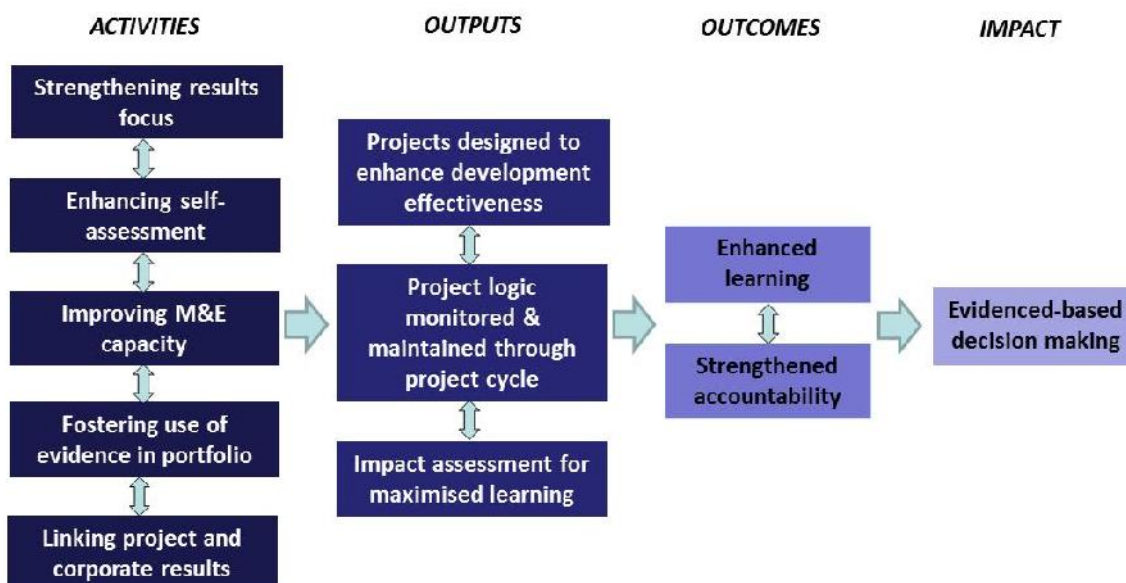 ACTIVITIES
OUTPUTS
OUTCOMES
IMPACT
Strengthening results
focus
Enhancing self-
assessment
Improving M&E
capacity
Fostering use of
evidence in portfolio
Linking project and
corporate results
Projects designed to
enhance development
effectiveness
Project logic
monitored &
maintained through
project cycle
Impact assessment for
maximised learning
Enhanced
learning
Strengthened
accountability
Evidenced-based
decision making